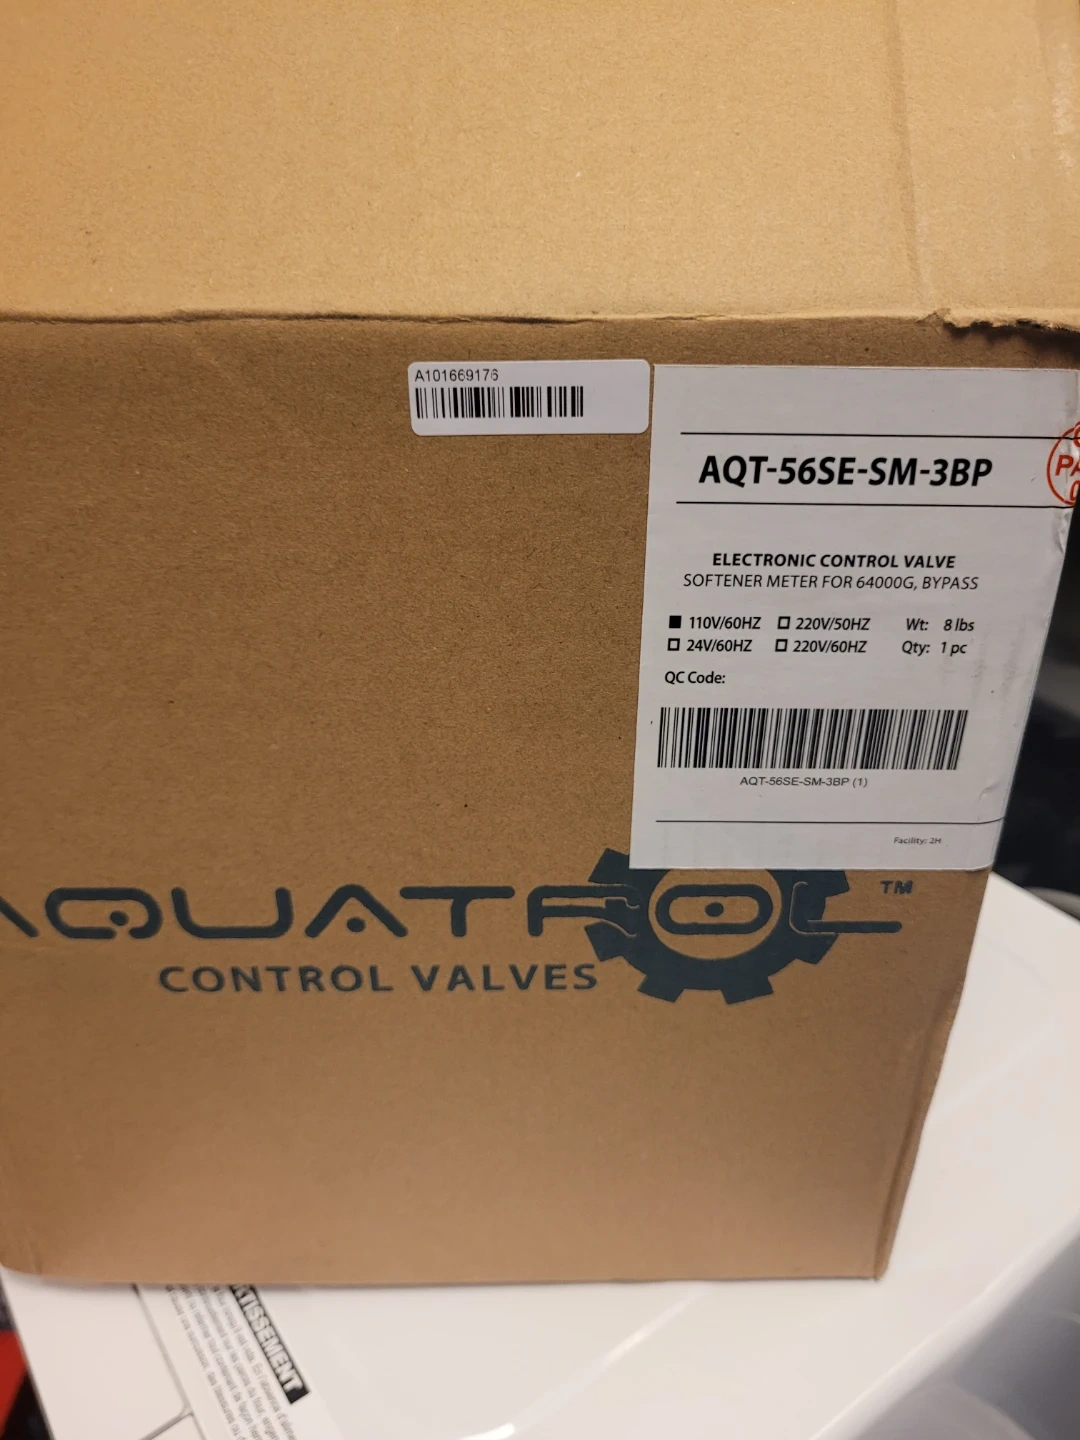 A101669176
AQT-56SE-SM-3BP
ELECTRONIC CONTROL VALVE
SOFTENER METER FOR 64000G, BYPASS
110V/60HZ 220V/50HZ Wt: 8 lbs
24V/60HZ 220V/60HZ Qty: 1 pc
QC Code:
AQT-56SE-SM-3BP (1)
Facility: 2H
AQUATROL TM
CONTROL VALVES